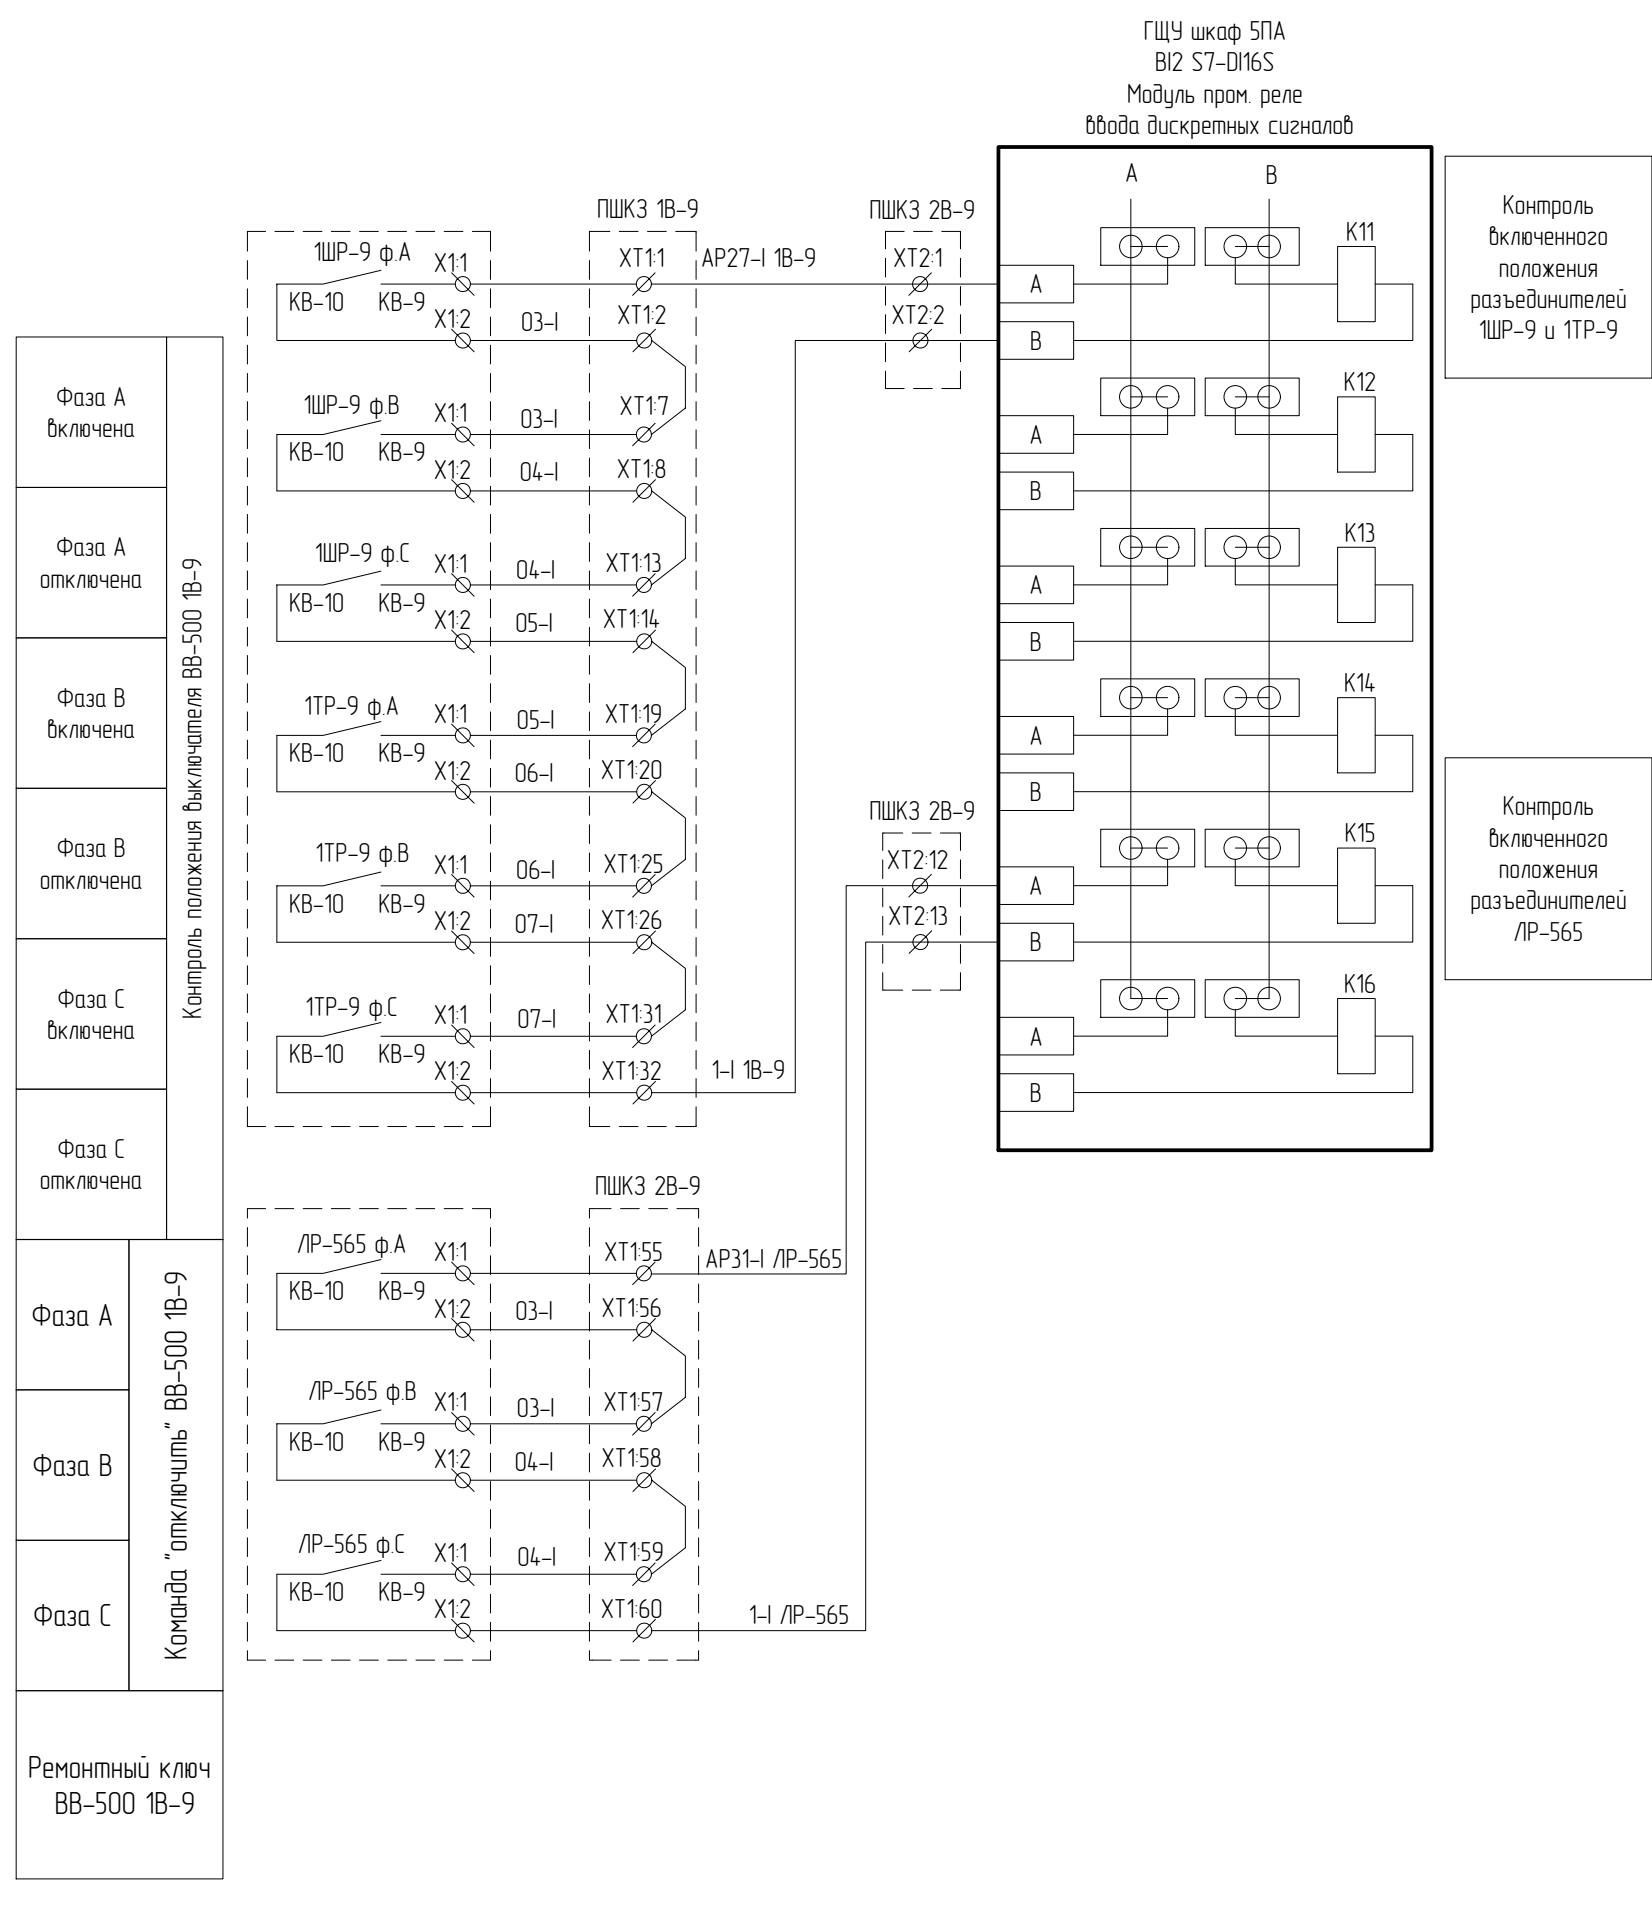 ГЩУ шкаф 5ПА
BI2 S7-DI16S
Модуль пром. реле
ввода дискретных сигналов
Фаза А
включена
Фаза А
отключена
Фаза В
включена
Фаза В
отключена
Фаза С
включена
Фаза С
отключена
Контроль положения выключателя ВВ-500 1В-9
Фаза А
Фаза В
Фаза С
Команда "отключить" ВВ-500 1В-9
Ремонтный ключ
ВВ-500 1В-9
ПШКЗ 1В-9
1ШР-9 ф.А
КВ-10 КВ-9
X1:1
X1:2
03-I
XT1:1
XT1:2
1ШР-9 ф.В
КВ-10 КВ-9
X1:1
X1:2
03-I
04-I
XT1:7
XT1:8
1ШР-9 ф.С
КВ-10 КВ-9
X1:1
X1:2
04-I
05-I
XT1:13
XT1:14
1ТР-9 ф.А
КВ-10 КВ-9
X1:1
X1:2
05-I
06-I
XT1:19
XT1:20
1ТР-9 ф.В
КВ-10 КВ-9
X1:1
X1:2
06-I
07-I
XT1:25
XT1:26
1ТР-9 ф.С
КВ-10 КВ-9
X1:1
X1:2
07-I
XT1:31
XT1:32
АР27-I 1В-9
1-I 1В-9
ПШКЗ 2В-9
XT2:1
XT2:2
ПШКЗ 2В-9
XT2:12
XT2:13
ПШКЗ 2В-9
ЛР-565 ф.А
КВ-10 КВ-9
X1:1
X1:2
03-I
XT1:55
XT1:56
ЛР-565 ф.В
КВ-10 КВ-9
X1:1
X1:2
03-I
04-I
XT1:57
XT1:58
ЛР-565 ф.С
КВ-10 КВ-9
X1:1
X1:2
04-I
XT1:59
XT1:60
АР31-I ЛР-565
1-I ЛР-565
А В
А
В
К11
А
В
К12
А
В
К13
А
В
К14
А
В
К15
А
В
К16
Контроль
включенного
положения
разъединителей
1ШР-9 и 1ТР-9
Контроль
включенного
положения
разъединителей
ЛР-565